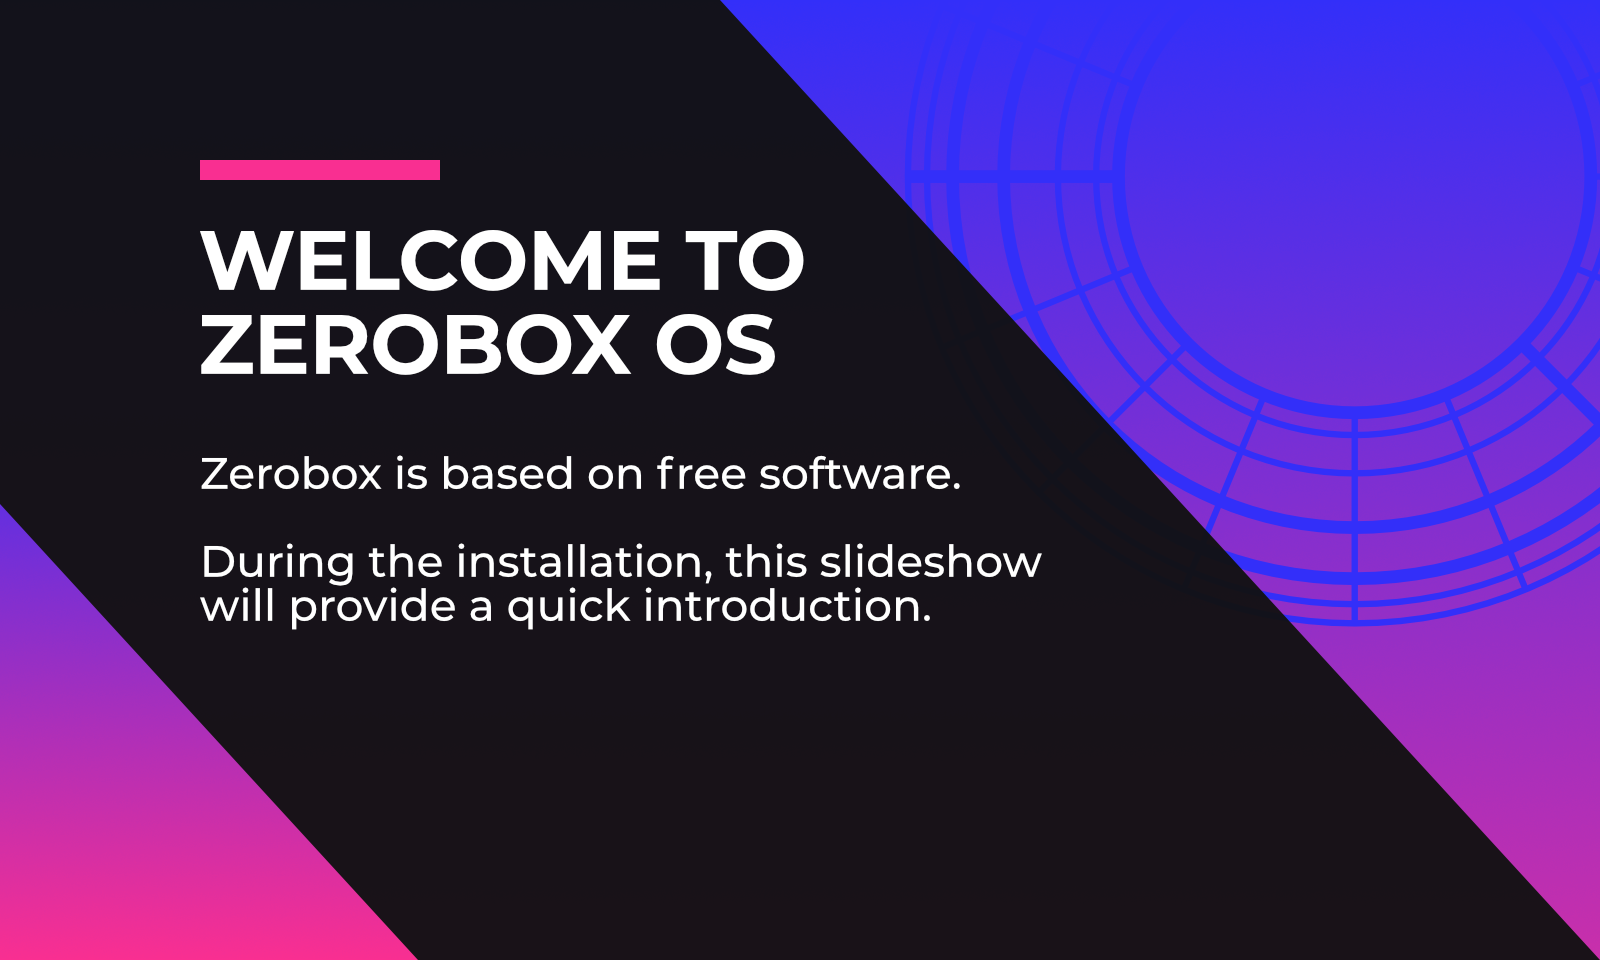 WELCOME TO
ZEROBOX OS
Zerobox is based on free software.
During the installation, this slideshow
will provide a quick introduction.